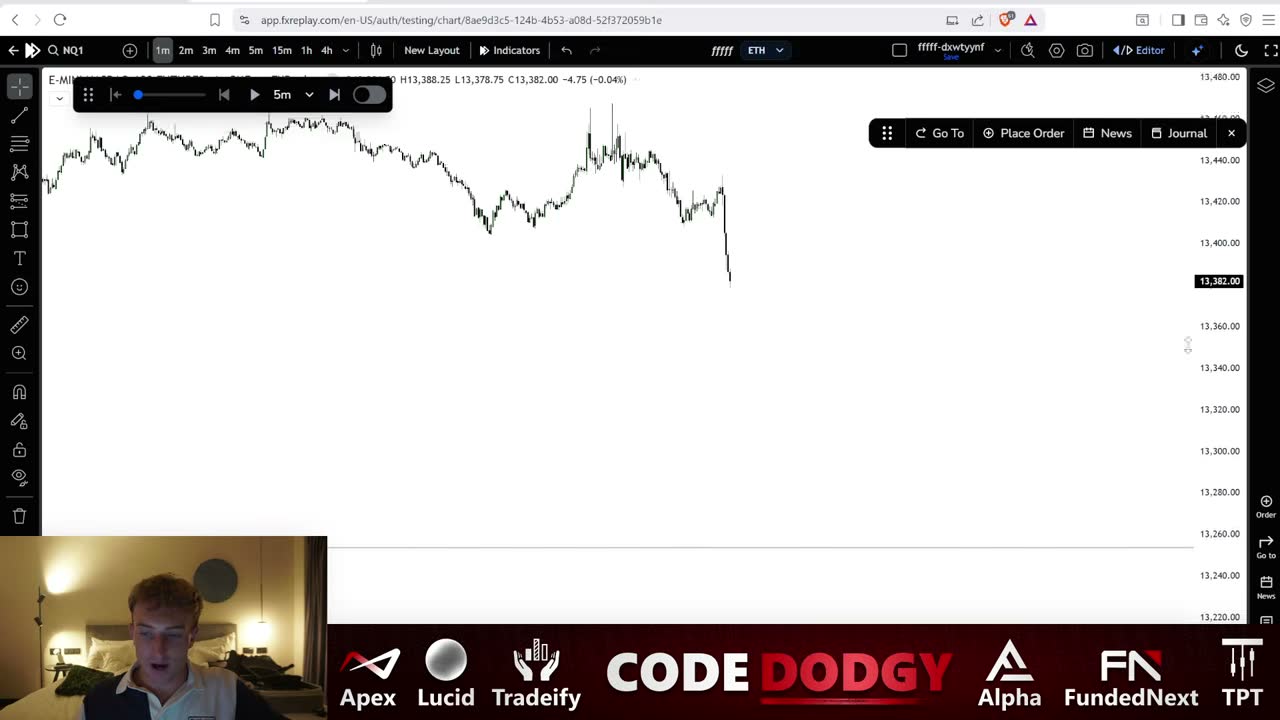 app.fxreplay.com/en-US/auth/testing/chart/8ae9d3c5-124b-4b53-a08d-52f372059b1e
NQ1 1m 2m 3m 4m 5m 15m 1h 4h New Layout Indicators fffff ETH fffff-dxwtyynf Save Editor
H13,388.25 L13,378.75 C13,382.00 −4.75 (−0.04%)
5m
Go To Place Order News Journal
13,480.00
13,440.00
13,420.00
13,400.00
13,382.00
13,360.00
13,340.00
13,320.00
13,300.00
13,280.00
13,260.00
13,240.00
13,220.00
Order
Go to
News
CODE DODGY
Apex Lucid Tradeify Alpha FundedNext TPT